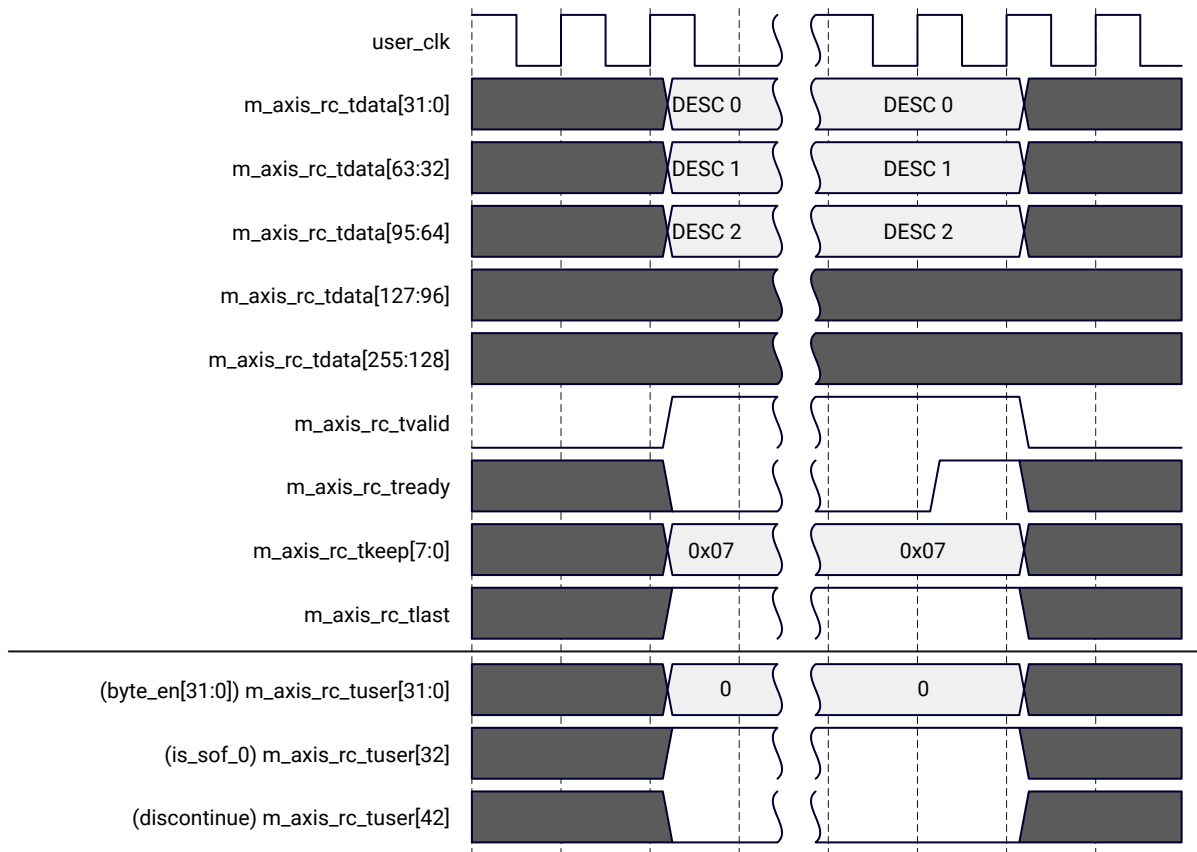 user_clk
m_axis_rc_tdata[31:0] DESC 0 DESC 0
m_axis_rc_tdata[63:32] DESC 1 DESC 1
m_axis_rc_tdata[95:64] DESC 2 DESC 2
m_axis_rc_tdata[127:96]
m_axis_rc_tdata[255:128]
m_axis_rc_tvalid
m_axis_rc_tready
m_axis_rc_tkeep[7:0] 0x07 0x07
m_axis_rc_tlast
(byte_en[31:0]) m_axis_rc_tuser[31:0] 0 0
(is_sof_0) m_axis_rc_tuser[32]
(discontinue) m_axis_rc_tuser[42]